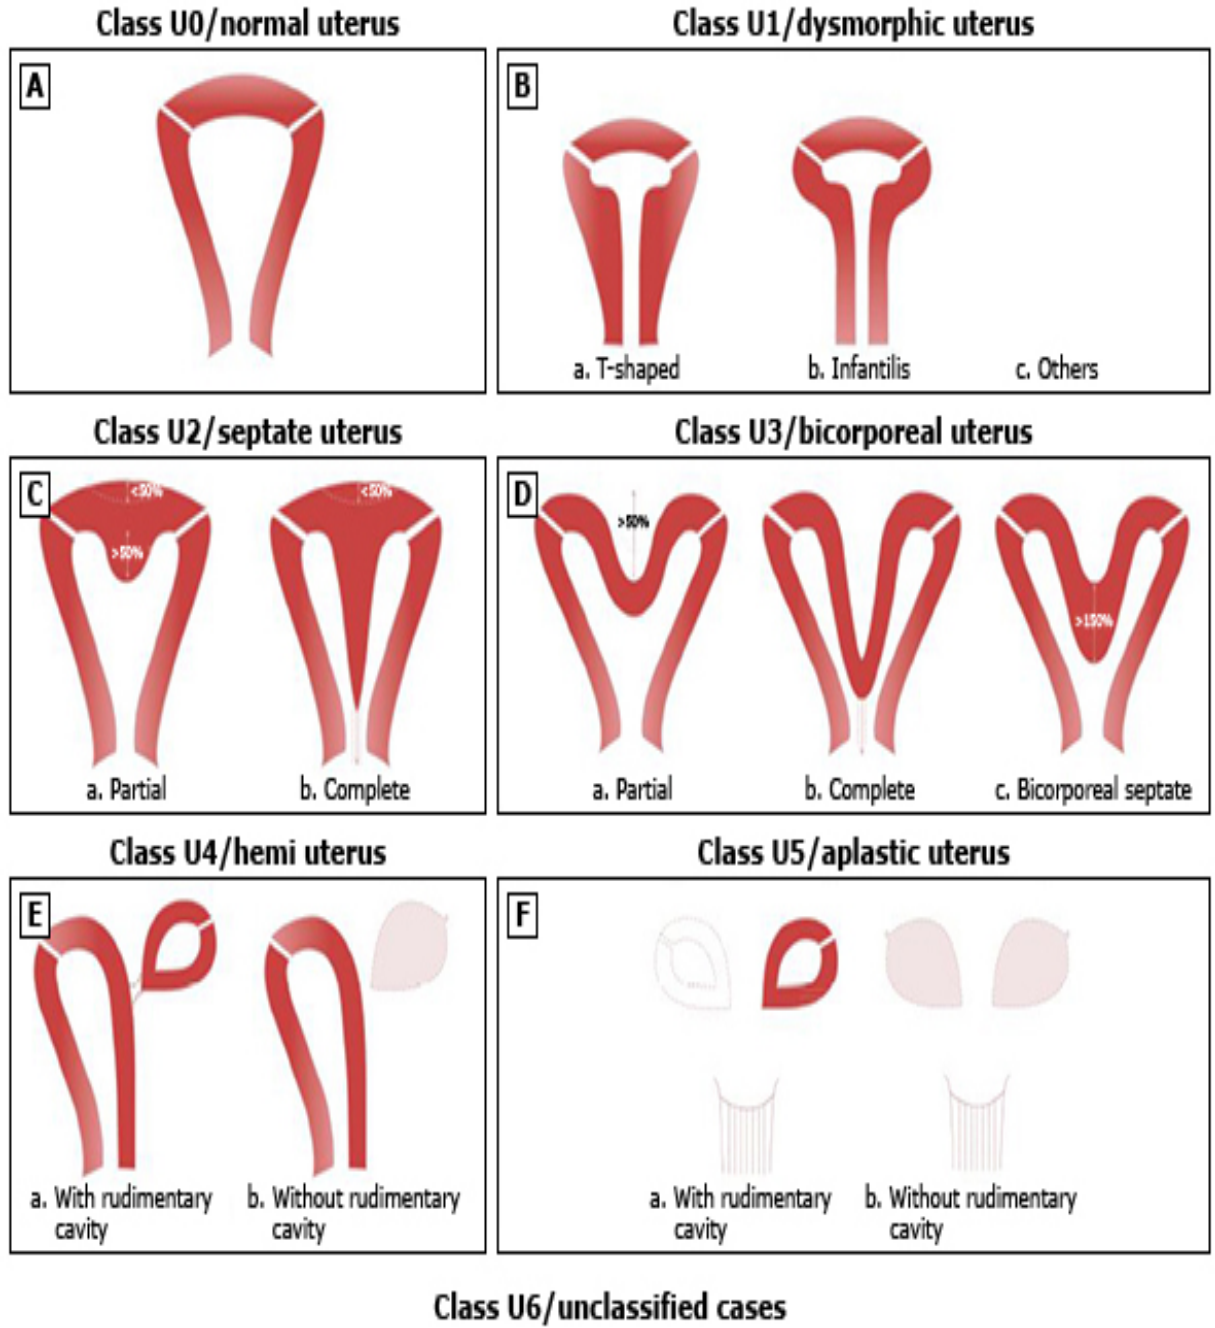 Class U0/normal uterus
Class U1/dysmorphic uterus
A
B
a. T-shaped
b. Infantilis
c. Others
Class U2/septate uterus
Class U3/bicorporeal uterus
C
<50%
>50%
<50%
a. Partial
b. Complete
D
>50%
>150%
a. Partial
b. Complete
c. Bicorporeal septate
Class U4/hemi uterus
Class U5/aplastic uterus
E
a. With rudimentary
cavity
b. Without rudimentary
cavity
F
a. With rudimentary
cavity
b. Without rudimentary
cavity
Class U6/unclassified cases